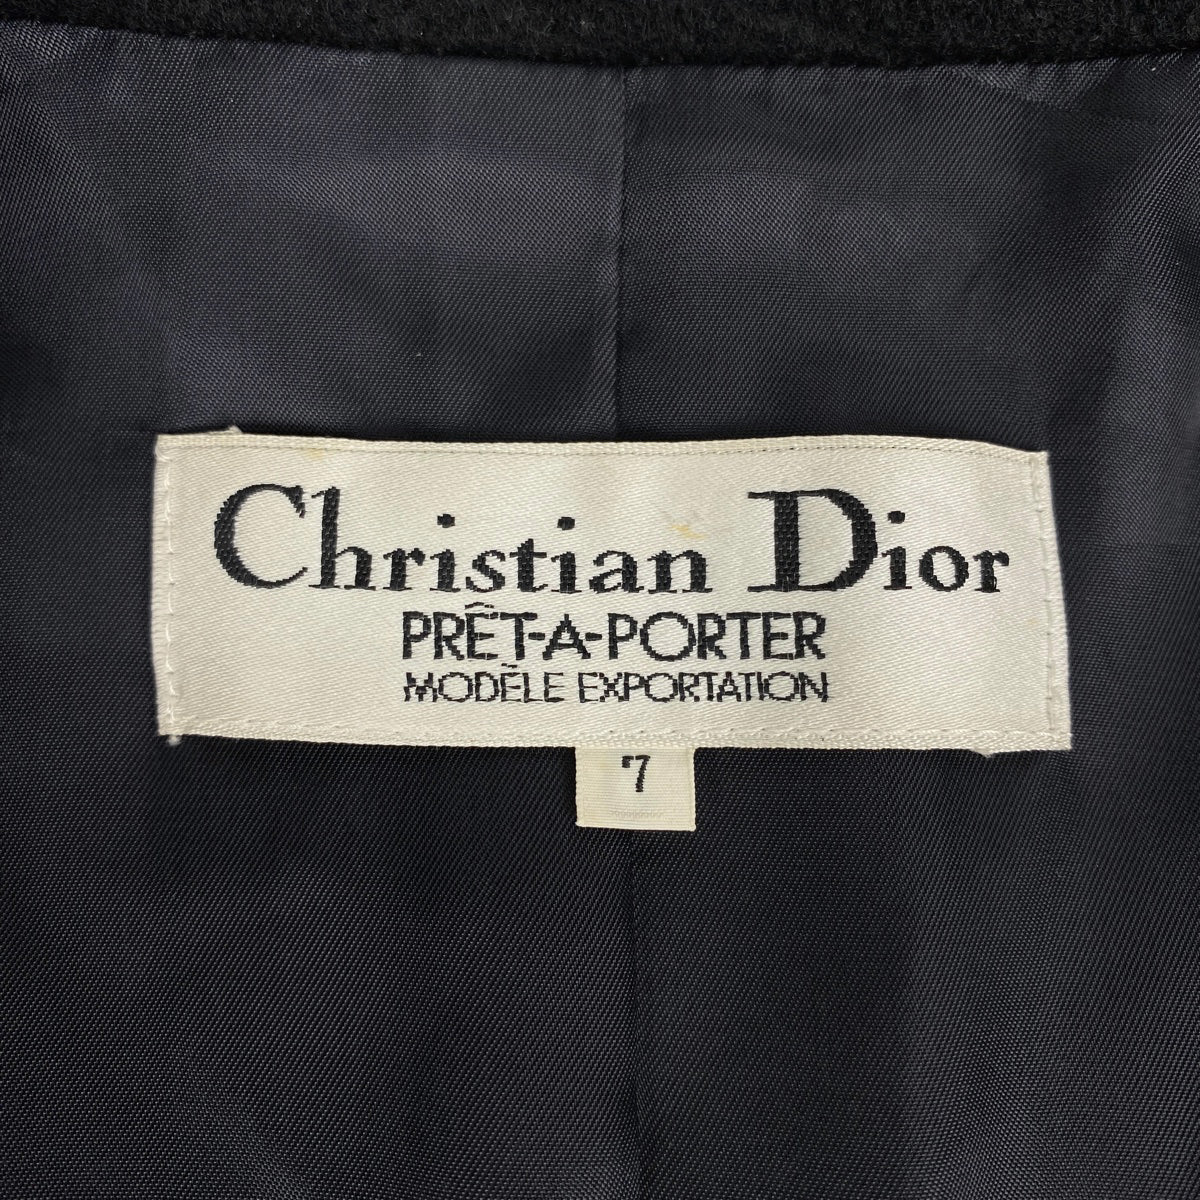 Christian Dior
PRÊT-A-PORTER
MODÈLE EXPORTATION
7